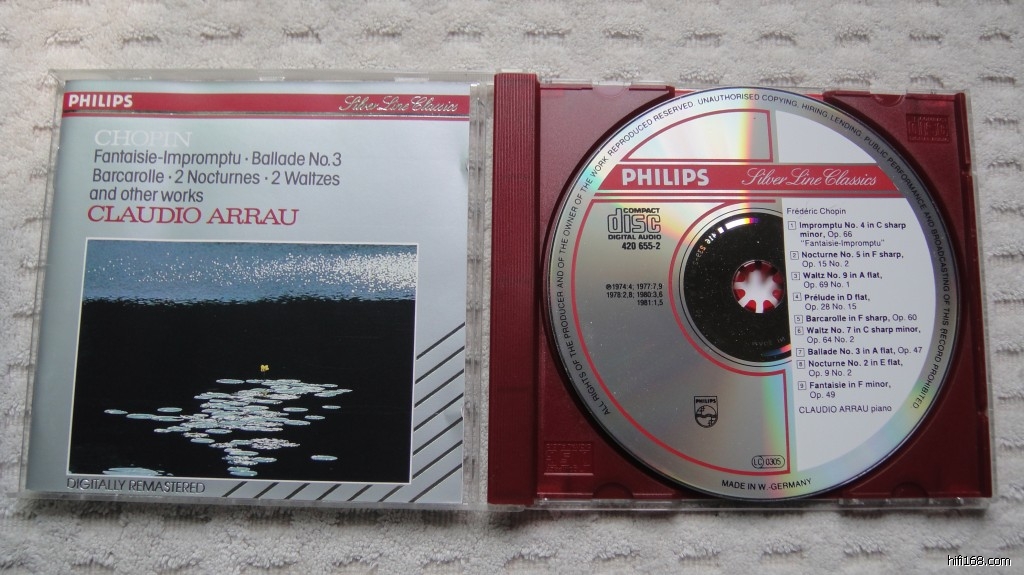 PHILIPS
Silver Line Classics
CHOPIN
Fantaisie-Impromptu · Ballade No. 3
Barcarolle · 2 Nocturnes · 2 Waltzes
and other works
CLAUDIO ARRAU
DIGITALLY REMASTERED
ALL RIGHTS OF THE PRODUCER AND OF THE OWNER OF THE WORK REPRODUCED RESERVED. UNAUTHORISED COPYING, HIRING, LENDING, PUBLIC PERFORMANCE AND BROADCASTING OF THIS RECORD PROHIBITED
PHILIPS
Silver Line Classics
COMPACT
disc
DIGITAL AUDIO
420 655-2
℗1974:4; 1977:7,9
1978:2,8; 1980:3,6
1981:1,5
Frédéric Chopin
1 Impromptu No. 4 in C sharp
minor, Op. 66
"Fantaisie-Impromptu"
2 Nocturne No. 5 in F sharp,
Op. 15 No. 2
3 Waltz No. 9 in A flat,
Op. 69 No. 1
4 Prélude in D flat,
Op. 28 No. 15
5 Barcarolle in F sharp, Op. 60
6 Waltz No. 7 in C sharp minor,
Op. 64 No. 2
7 Ballade No. 3 in A flat, Op. 47
8 Nocturne No. 2 in E flat,
Op. 9 No. 2
9 Fantaisie in F minor,
Op. 49
CLAUDIO ARRAU piano
PHILIPS
LC 0305
MADE IN W.-GERMANY
hifi168.com